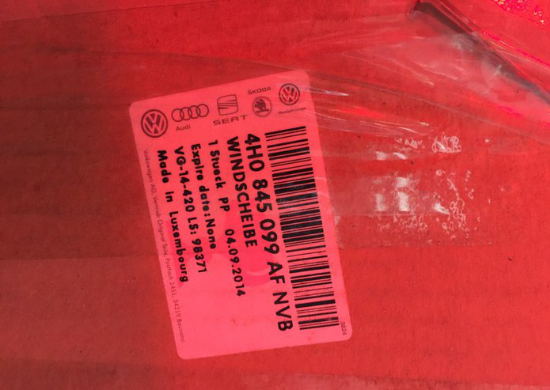 Audi
SEAT
ŠKODA
4H0 845 099 AF NVB
WINDSCHEIBE
1 Stueck PP 04.09.2014
Expire date: None
VG-14-420 LS: 98371
Made in Luxembourg